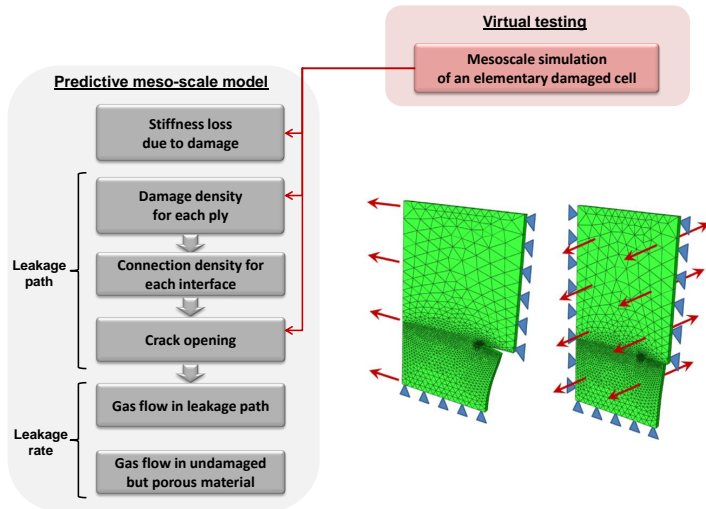 Virtual testing
Mesoscale simulation
of an elementary damaged cell
Predictive meso-scale model
Stiffness loss
due to damage
Damage density
for each ply
Leakage
path
Connection density for
each interface
Crack opening
Leakage
rate
Gas flow in leakage path
Gas flow in undamaged
but porous material